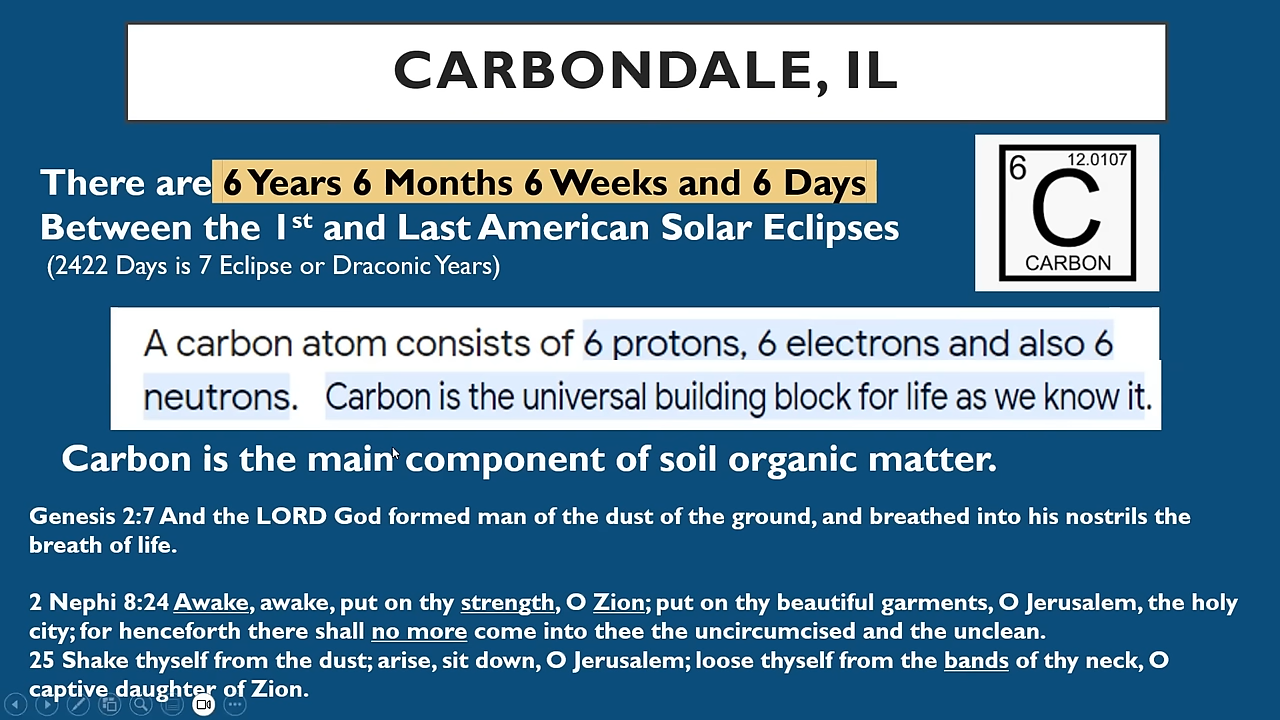 CARBONDALE, IL
There are 6 Years 6 Months 6 Weeks and 6 Days
Between the 1st and Last American Solar Eclipses
(2422 Days is 7 Eclipse or Draconic Years)
6 12.0107
C
CARBON
A carbon atom consists of 6 protons, 6 electrons and also 6
neutrons. Carbon is the universal building block for life as we know it.
Carbon is the main component of soil organic matter.
Genesis 2:7 And the LORD God formed man of the dust of the ground, and breathed into his nostrils the
breath of life.
2 Nephi 8:24 Awake, awake, put on thy strength, O Zion; put on thy beautiful garments, O Jerusalem, the holy
city; for henceforth there shall no more come into thee the uncircumcised and the unclean.
25 Shake thyself from the dust; arise, sit down, O Jerusalem; loose thyself from the bands of thy neck, O
captive daughter of Zion.